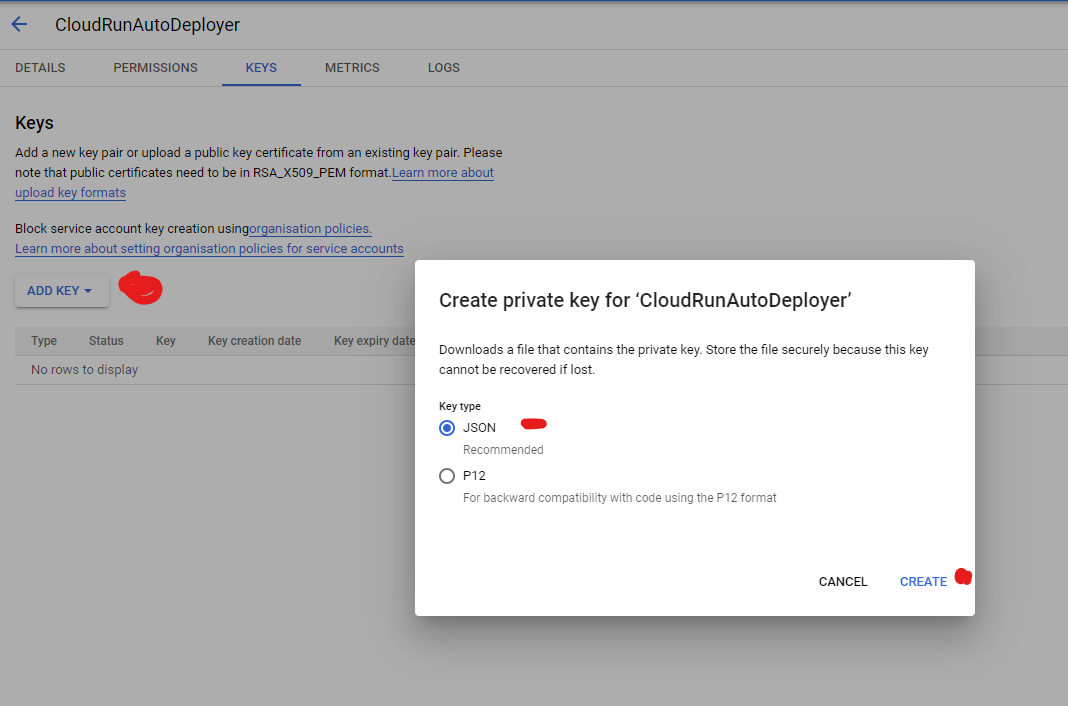 CloudRunAutoDeployer
DETAILS PERMISSIONS KEYS METRICS LOGS
Keys
Add a new key pair or upload a public key certificate from an existing key pair. Please
note that public certificates need to be in RSA_X509_PEM format.Learn more about
upload key formats
Block service account key creation usingorganisation policies.
Learn more about setting organisation policies for service accounts
ADD KEY
Type Status Key Key creation date Key expiry date
No rows to display
Create private key for ‘CloudRunAutoDeployer’
Downloads a file that contains the private key. Store the file securely because this key
cannot be recovered if lost.
Key type
JSON
Recommended
P12
For backward compatibility with code using the P12 format
CANCEL CREATE